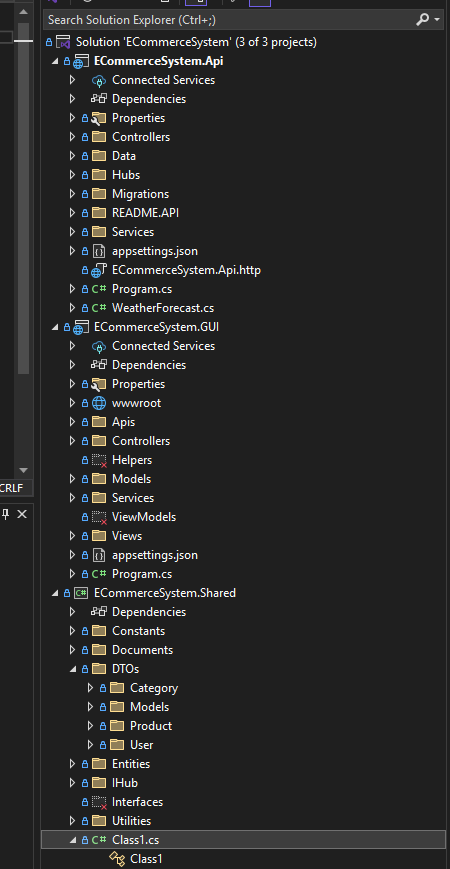 Search Solution Explorer (Ctrl+;)
Solution 'ECommerceSystem' (3 of 3 projects)
ECommerceSystem.Api
Connected Services
Dependencies
Properties
Controllers
Data
Hubs
Migrations
README.API
Services
appsettings.json
ECommerceSystem.Api.http
C# Program.cs
C# WeatherForecast.cs
ECommerceSystem.GUI
Connected Services
Dependencies
Properties
wwwroot
Apis
Controllers
Helpers
Models
CRLF
Services
ViewModels
Views
appsettings.json
C# Program.cs
C# ECommerceSystem.Shared
Dependencies
Constants
Documents
DTOs
Category
Models
Product
User
Entities
IHub
Interfaces
Utilities
C# Class1.cs
Class1